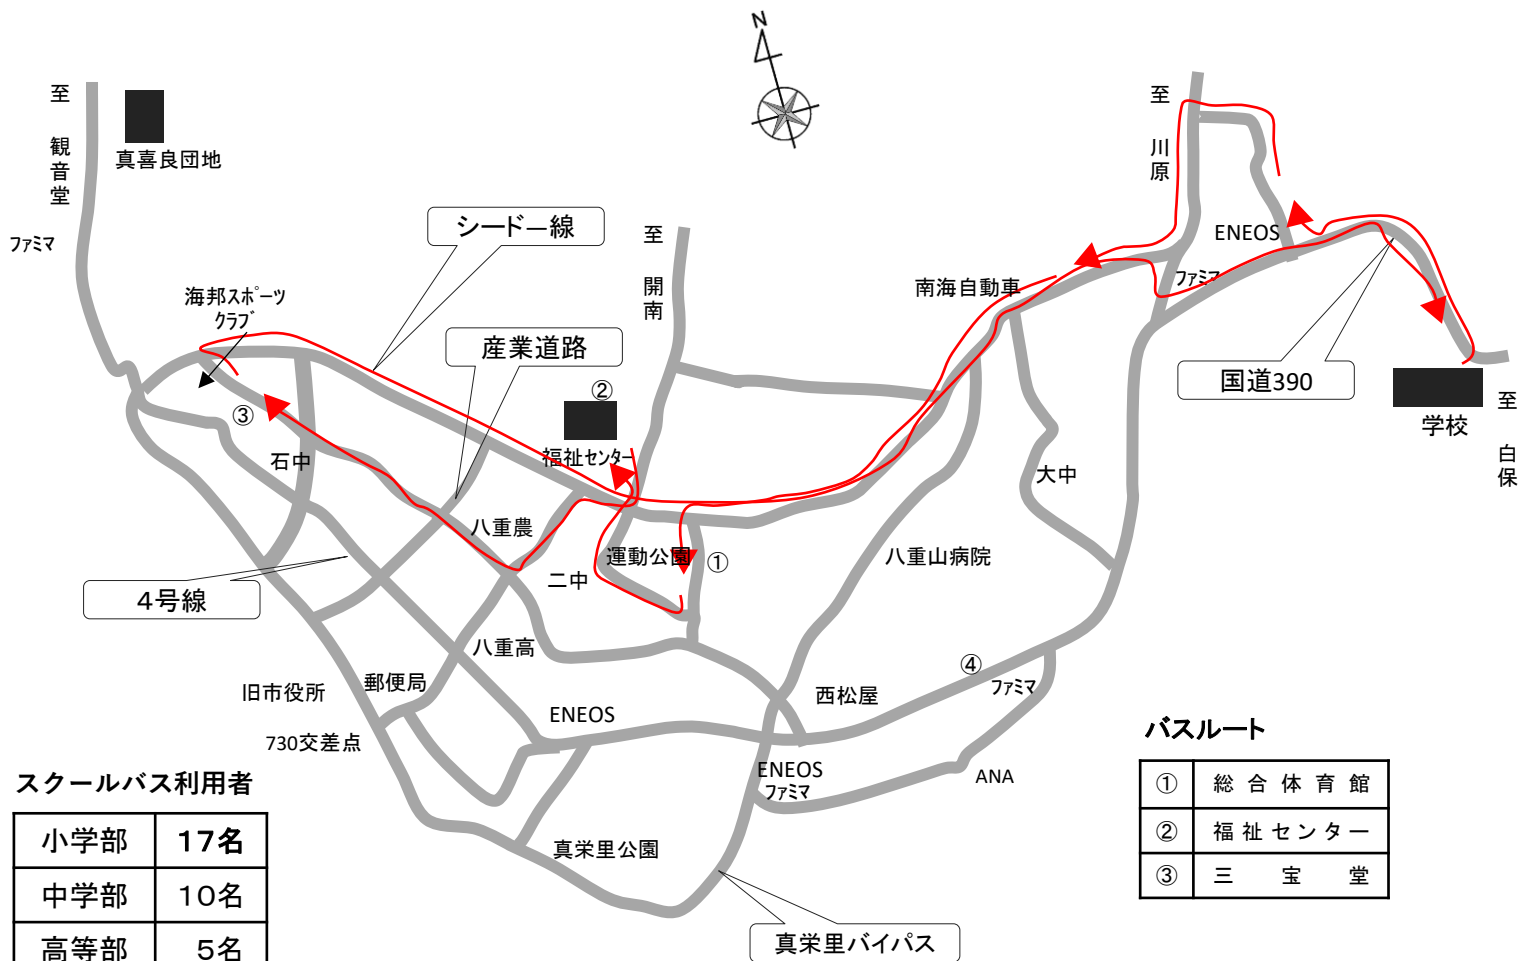 N
至 観音堂
真喜良団地
ファミマ
シードー線
至 開南
至 川原
ENEOS
ファミマ
南海自動車
海邦スポーツ
クラブ
産業道路
国道390
②
福祉センター
学校
至 白保
③
石中
大中
八重農
運動公園
①
八重山病院
二中
4号線
八重高
④
ファミマ
郵便局
旧市役所
西松屋
ENEOS
730交差点
ENEOS
ファミマ
ANA
真栄里公園
真栄里バイパス
スクールバス利用者
小学部 17名
中学部 10名
高等部 5名
バスルート
① 総合体育館
② 福祉センター
③ 三宝堂